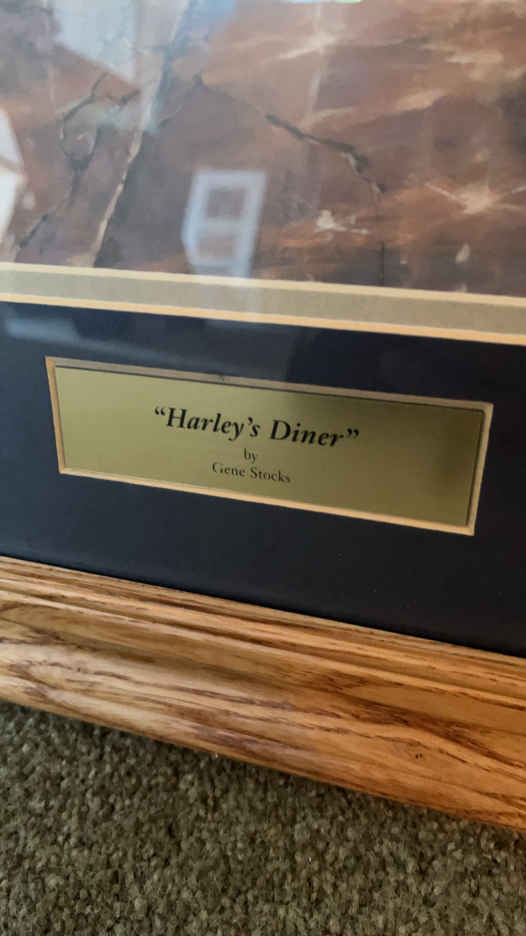 “Harley’s Diner”
by
Gene Stocks